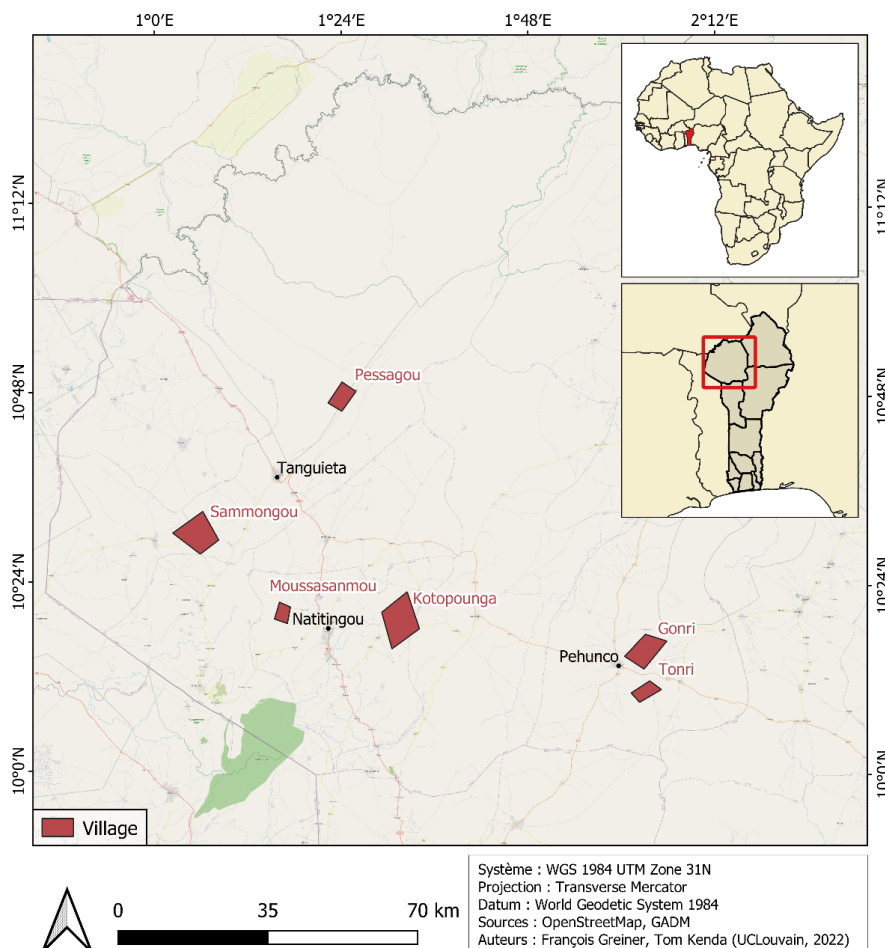 1°0′E 1°24′E 1°48′E 2°12′E
11°12′N 11°12′N
Pessagou
10°48′N 10°48′N
Tanguieta
Sammongou
10°24′N 10°24′N
Moussasanmou
Kotopounga
Natitingou
Gonri
Pehunco
Tonri
10°0′N 10°0′N
Village
0 35 70 km
Système : WGS 1984 UTM Zone 31N
Projection : Transverse Mercator
Datum : World Geodetic System 1984
Sources : OpenStreetMap, GADM
Auteurs : François Greiner, Tom Kenda (UCLouvain, 2022)